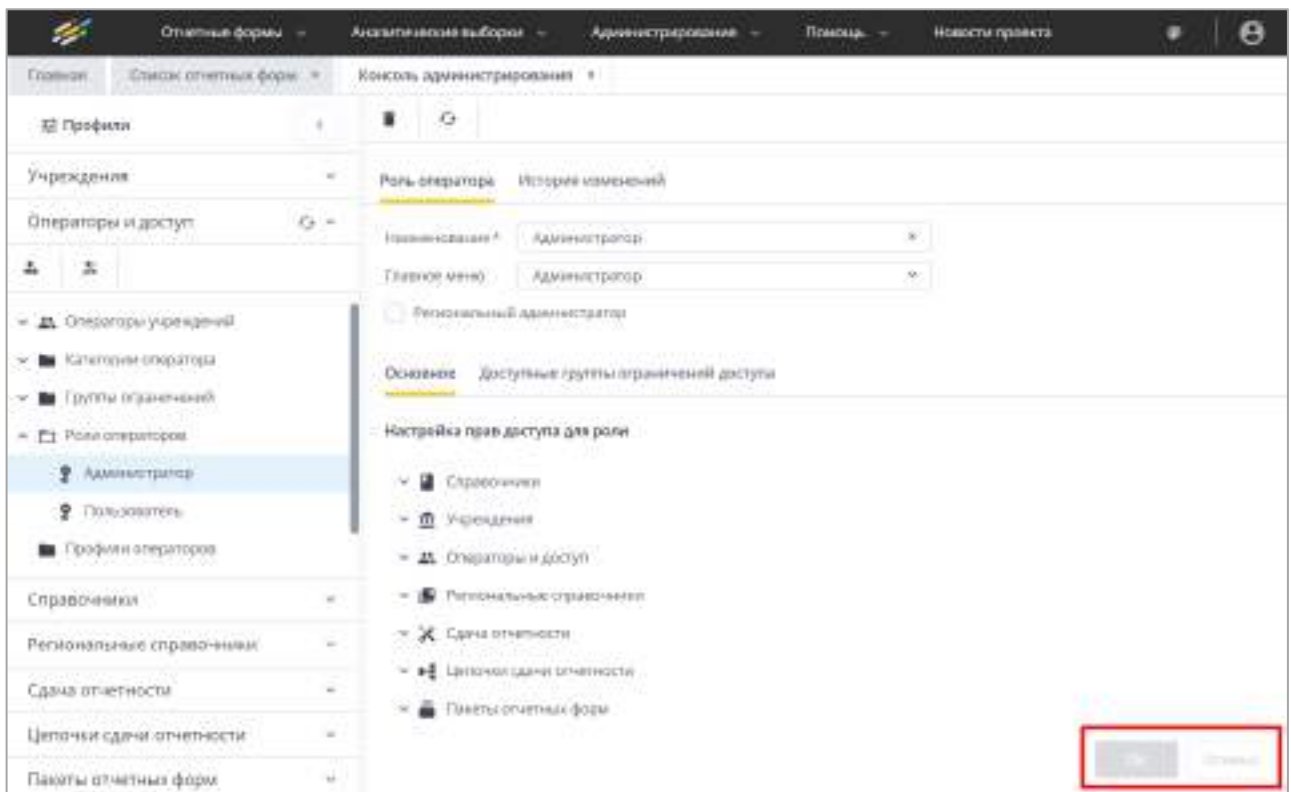 Отчетные формы Аналитические выборки Администрирование Помощь Новости проекта
Главная Список отчетных форм Консоль администрирования
Профили
Учреждения
Роль оператора История изменений
Операторы и доступ
Наименование * Администратор
Главное меню Администратор
Региональный администратор
Операторы учреждений
Категории оператора
Основное Доступные группы ограничений доступа
Группы ограничений
Роли операторов
Настройка прав доступа для роли
Администратор
Справочники
Пользователь
Учреждения
Профили операторов
Операторы и доступ
Справочники
Региональные справочники
Сдача отчетности
Региональные справочники
Цепочки сдачи отчетности
Сдача отчетности
Пакеты отчетных форм
Цепочки сдачи отчетности
Отмена
Пакеты отчетных форм